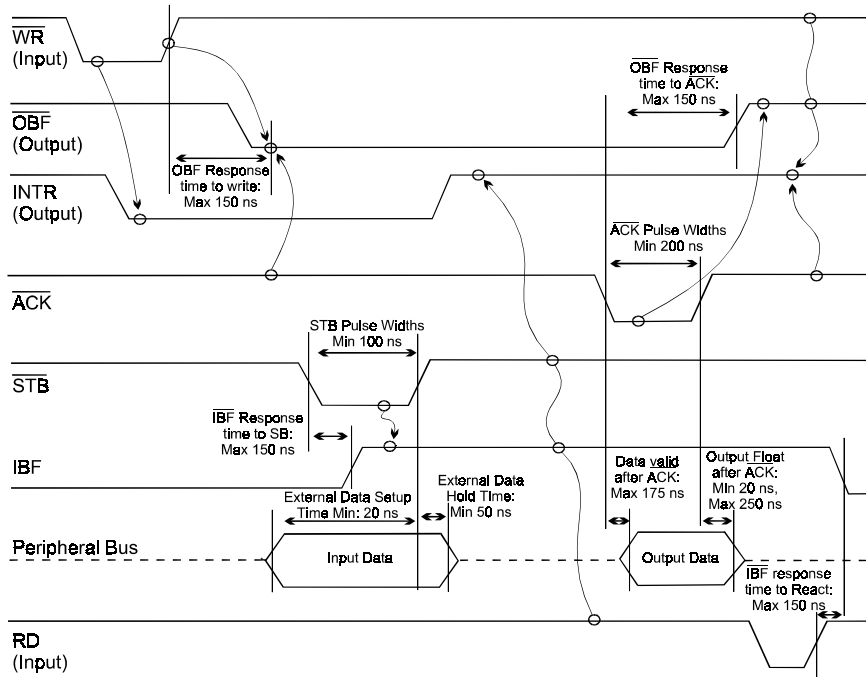 WR
(Input)
OBF Response
time to ACK:
Max 150 ns
OBF
(Output)
OBF Response
time to write:
Max 150 ns
INTR
(Output)
ACK Pulse Widths
Min 200 ns
ACK
STB Pulse Widths
Min 100 ns
STB
IBF Response
time to SB:
Max 150 ns
IBF
External Data Setup
Time Min: 20 ns
External Data
Hold TIme:
Min 50 ns
Data valid
after ACK:
Max 175 ns
Output Float
after ACK:
MIn 20 ns,
Max 250 ns
Peripheral Bus
Input Data
Output Data
IBF response
time to React:
Max 150 ns
RD
(Input)